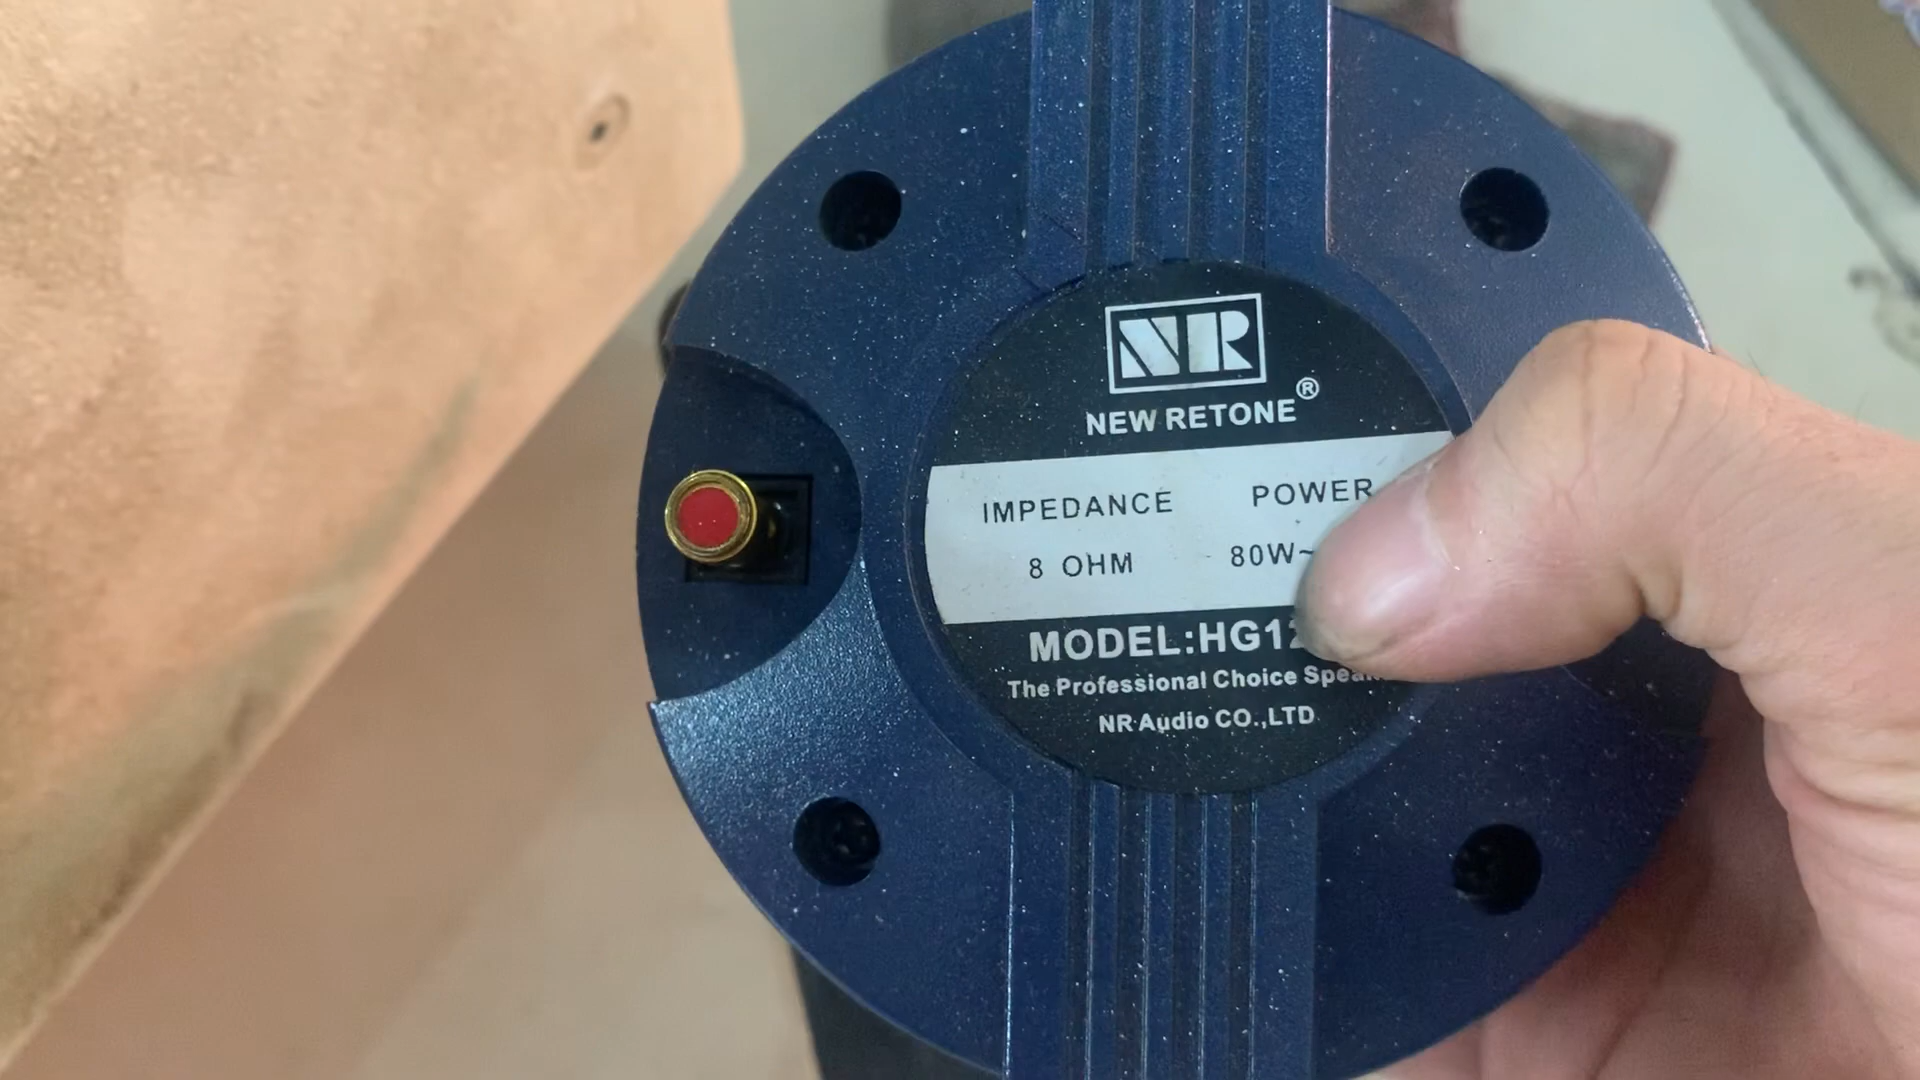 NR
NEW RETONE®
IMPEDANCE POWER
8 OHM 80W~
MODEL:HG12
The Professional Choice
NR Audio CO.,LTD